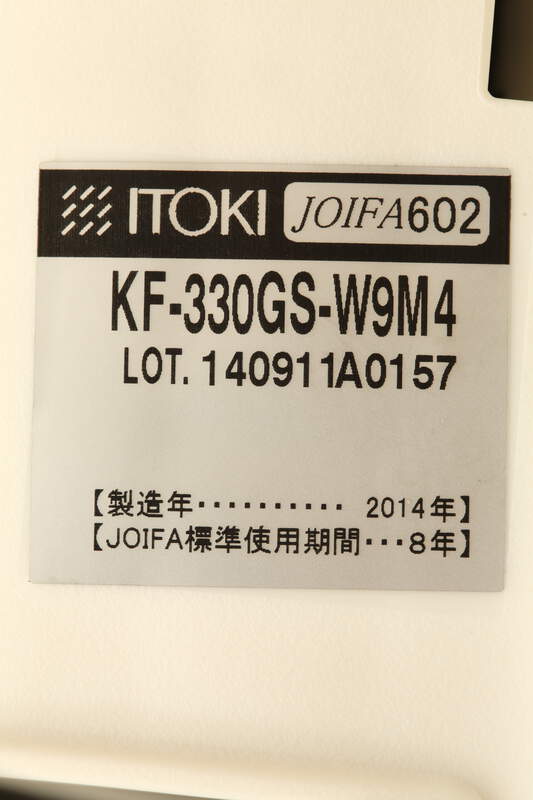 ITOKI JOIFA602
KF-330GS-W9M4
LOT. 140911A0157
【製造年・・・・・・・・・・ 2014年】
【JOIFA標準使用期間・・・8年】